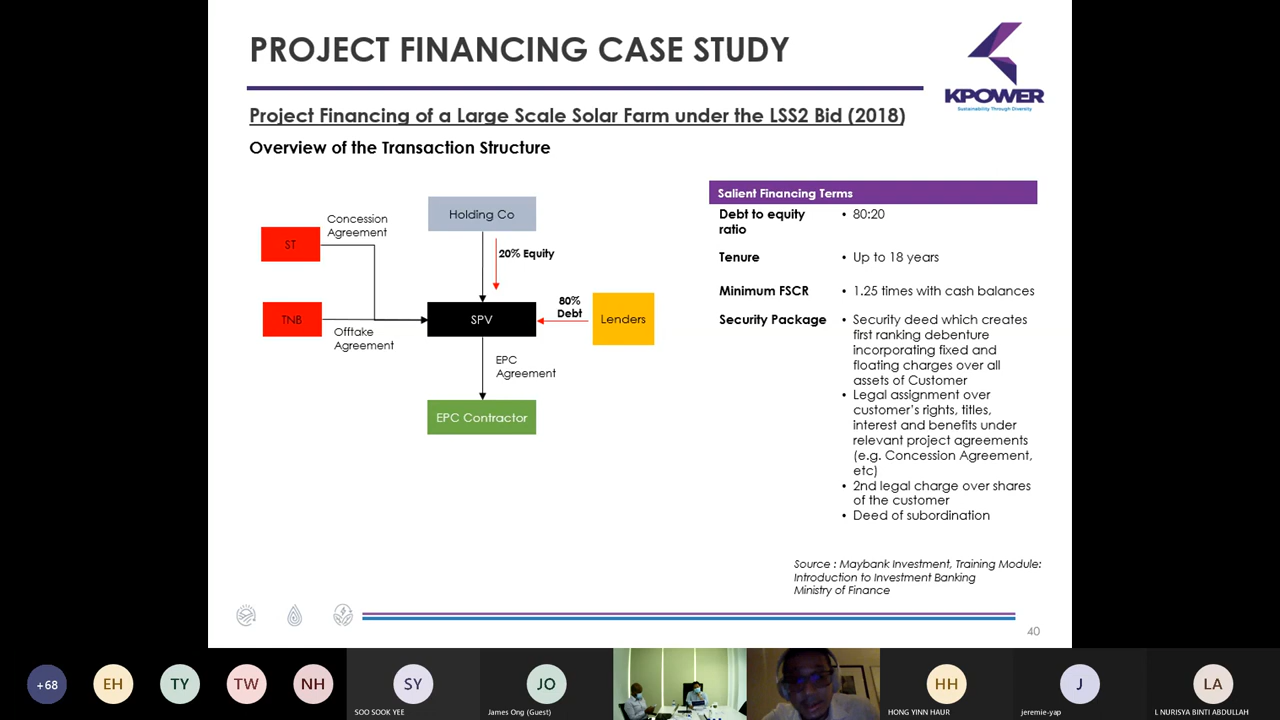 PROJECT FINANCING CASE STUDY
KPOWER
Sustainability Through Diversity
Project Financing of a Large Scale Solar Farm under the LSS2 Bid (2018)
Overview of the Transaction Structure
Concession
Agreement
Holding Co
ST
20% Equity
TNB
Offtake
Agreement
SPV
80%
Debt
Lenders
EPC
Agreement
EPC Contractor
Salient Financing Terms
Debt to equity
ratio
• 80:20
Tenure
• Up to 18 years
Minimum FSCR
• 1.25 times with cash balances
Security Package
• Security deed which creates
first ranking debenture
incorporating fixed and
floating charges over all
assets of Customer
• Legal assignment over
customer's rights, titles,
interest and benefits under
relevant project agreements
(e.g. Concession Agreement,
etc)
• 2nd legal charge over shares
of the customer
• Deed of subordination
Source : Maybank Investment, Training Module:
Introduction to Investment Banking
Ministry of Finance
40
+68
EH
TY
TW
NH
SY
SOO SOOK YEE
JO
James Ong (Guest)
HH
HONG YINN HAUR
J
jeremie-yap
LA
L NURISYA BINTI ABDULLAH